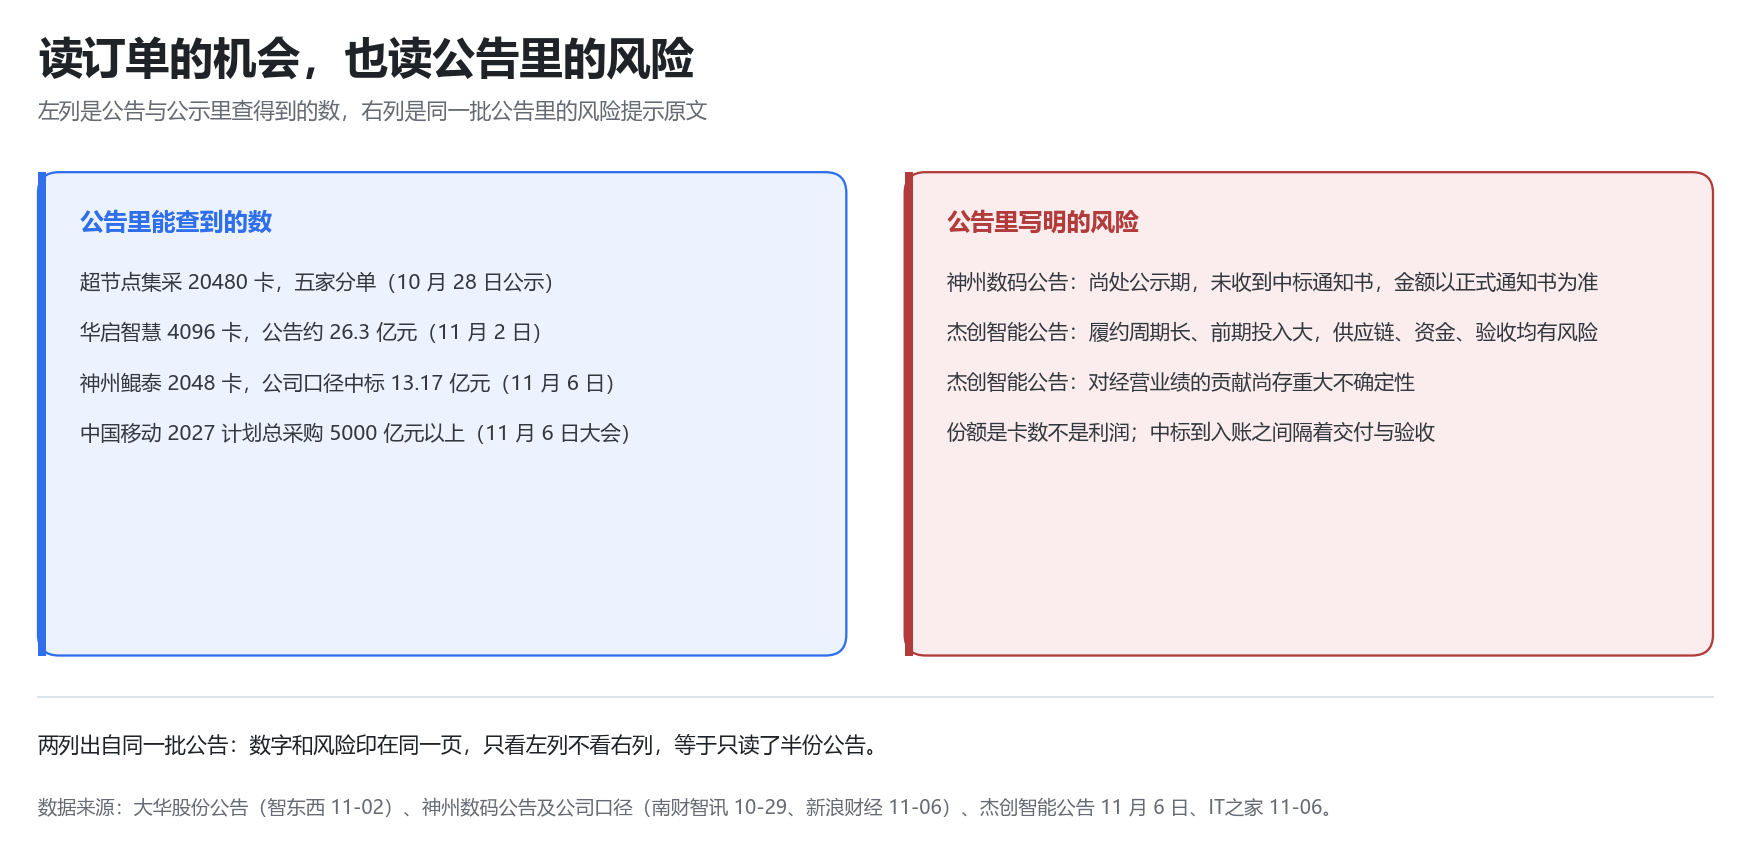 读订单的机会，也读公告里的风险
左列是公告与公示里查得到的数，右列是同一批公告里的风险提示原文
公告里能查到的数
超节点集采 20480 卡，五家分单（10 月 28 日公示）
华启智慧 4096 卡，公告约 26.3 亿元（11 月 2 日）
神州鲲泰 2048 卡，公司口径中标 13.17 亿元（11 月 6 日）
中国移动 2027 计划总采购 5000 亿元以上（11 月 6 日大会）
公告里写明的风险
神州数码公告：尚处公示期，未收到中标通知书，金额以正式通知书为准
杰创智能公告：履约周期长、前期投入大，供应链、资金、验收均有风险
杰创智能公告：对经营业绩的贡献尚存重大不确定性
份额是卡数不是利润；中标到入账之间隔着交付与验收
两列出自同一批公告：数字和风险印在同一页，只看左列不看右列，等于只读了半份公告。
数据来源：大华股份公告（智东西 11-02）、神州数码公告及公司口径（南财智讯 10-29、新浪财经 11-06）、杰创智能公告 11 月 6 日、IT之家 11-06。